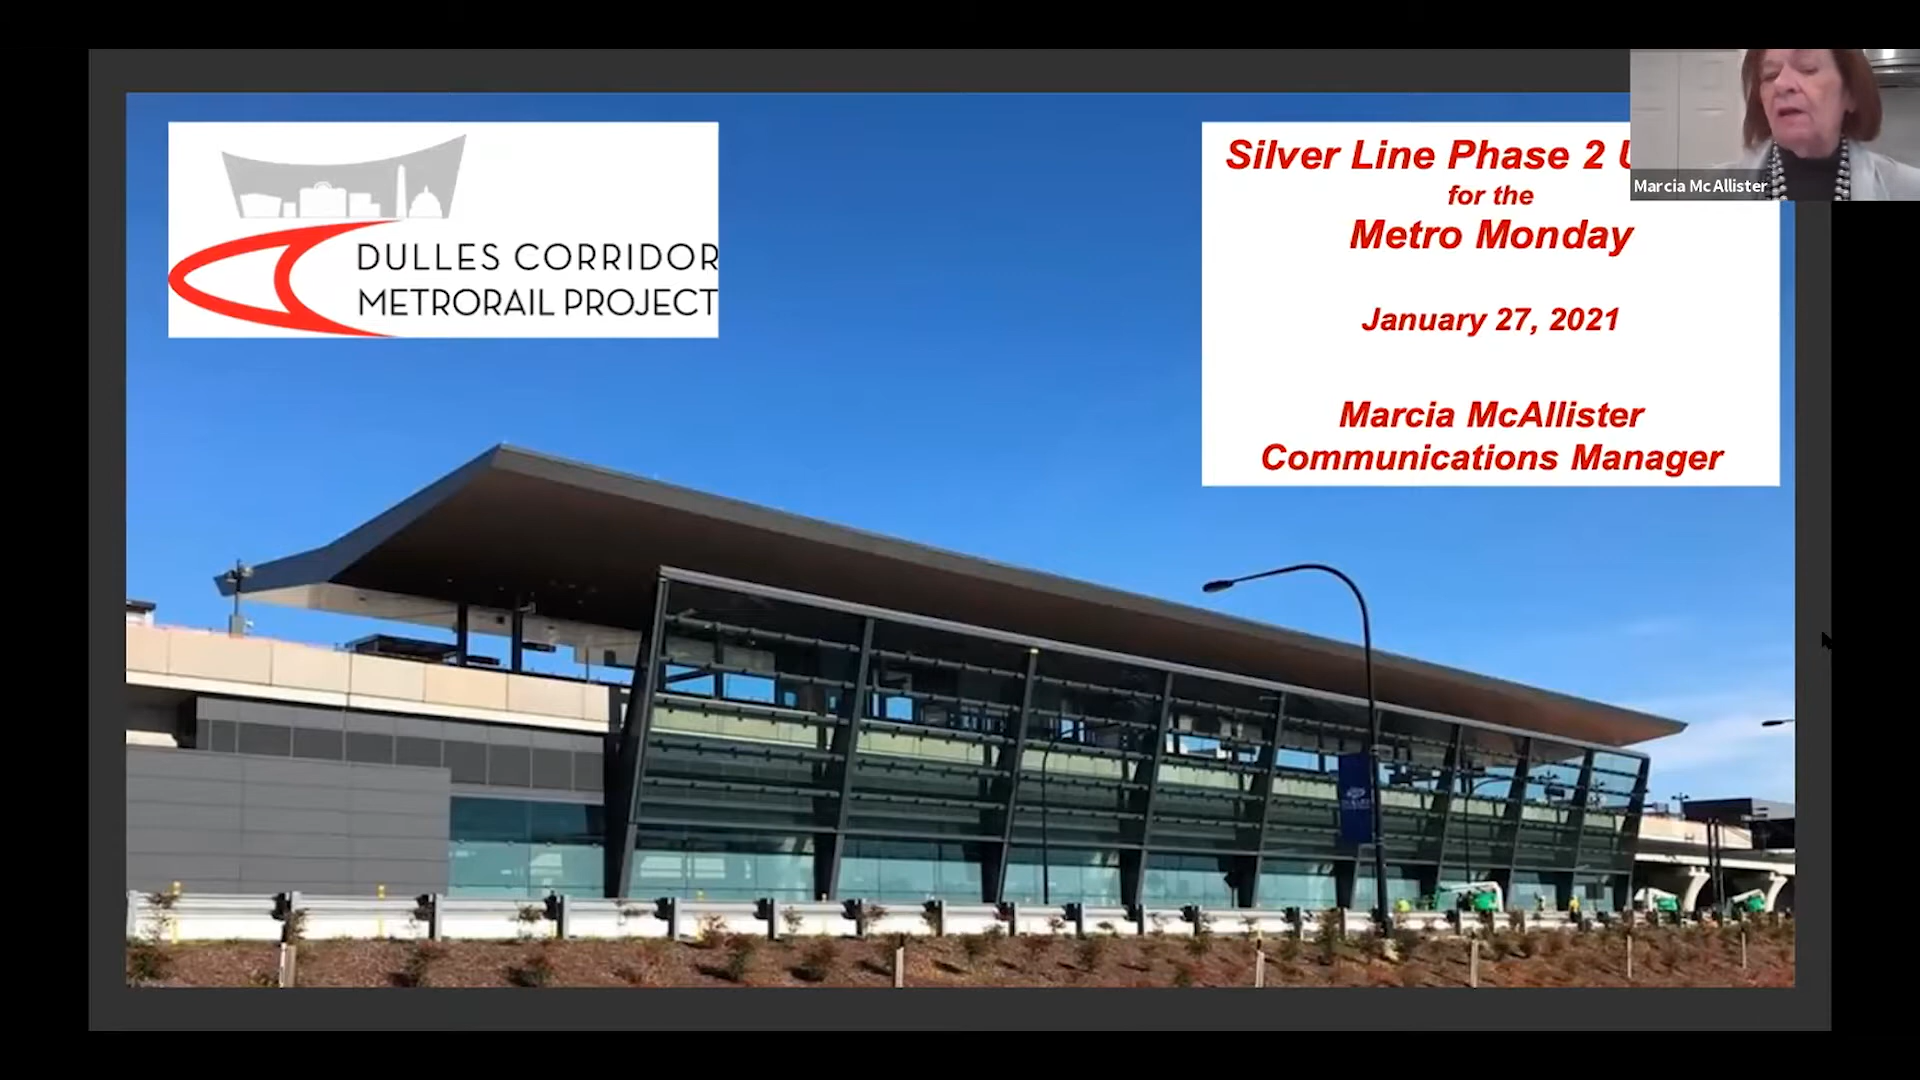 DULLES CORRIDOR
METRORAIL PROJECT
Silver Line Phase 2
for the
Metro Monday
January 27, 2021
Marcia McAllister
Communications Manager
Marcia McAllister